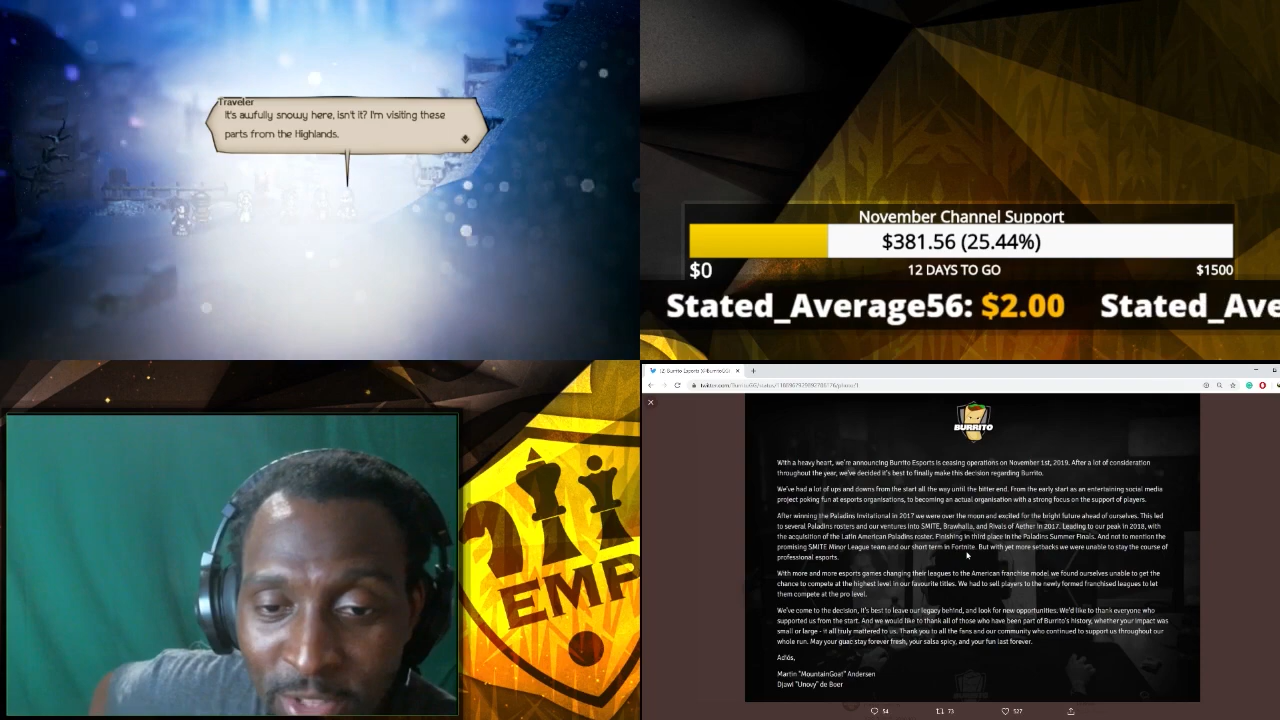 Traveler
It's awfully snowy here, isn't it? I'm visiting these
parts from the Highlands.
November Channel Support
$381.56 (25.44%)
$0
12 DAYS TO GO
$1500
Stated_Average56: $2.00 Stated_Ave
EMP
BURRITO
With a heavy heart, we're announcing Burrito Esports is ceasing operations on November 1st, 2019. After a lot of consideration
throughout the year, we've decided it's best to finally make this decision regarding Burrito.
We've had a lot of ups and downs from the start all the way until the bitter end. From the early start as an entertaining social media
project poking fun at esports organisations, to becoming an actual organisation with a strong focus on the support of players.
After winning the Paladins Invitational in 2017 we were over the moon and excited for the bright future ahead of ourselves. This led
to several Paladins rosters and our ventures into SMITE, Brawlhalla, and Rivals of Aether in 2017. Leading to our peak in 2018, with
the acquisition of the Latin American Paladins roster. Finishing in third place in the Paladins Summer Finals. And not to mention the
promising SMITE Minor League team and our short term in Fortnite. But with yet more setbacks we were unable to stay the course of
professional esports.
With more and more esports games changing their leagues to the American franchise model we found ourselves unable to get the
chance to compete at the highest level in our favourite titles. We had to sell players to the newly formed franchised leagues to let
them compete at the pro level.
We've come to the decision, it's best to leave our legacy behind, and look for new opportunities. We'd like to thank everyone who
supported us from the start. And we would like to thank all of those who have been part of Burrito's history, whether your impact was
small or large - it all truly mattered to us. Thank you to all the fans and our community who continued to support us throughout our
whole run. May your guac stay forever fresh, your salsa spicy, and your fun last forever.
Adiós,
Martin "MountainGoat" Andersen
Djawl "Unovy" de Boer
54
73
527